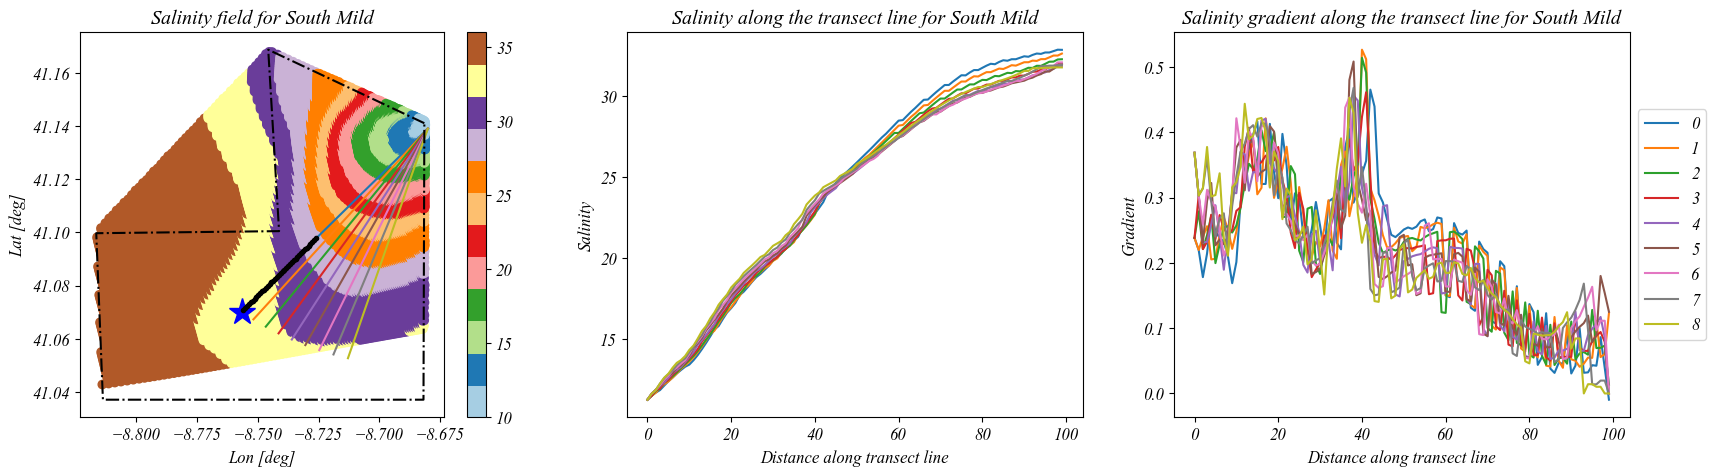 Salinity field for South Mild
41.16
41.14
41.12
41.10
41.08
41.06
41.04
Lat [deg]
−8.800 −8.775 −8.750 −8.725 −8.700 −8.675
Lon [deg]
35
30
25
20
15
10
Salinity along the transect line for South Mild
30
25
20
15
Salinity
0 20 40 60 80 100
Distance along transect line
Salinity gradient along the transect line for South Mild
0.5
0.4
0.3
0.2
0.1
0.0
Gradient
0 20 40 60 80 100
Distance along transect line
0
1
2
3
4
5
6
7
8